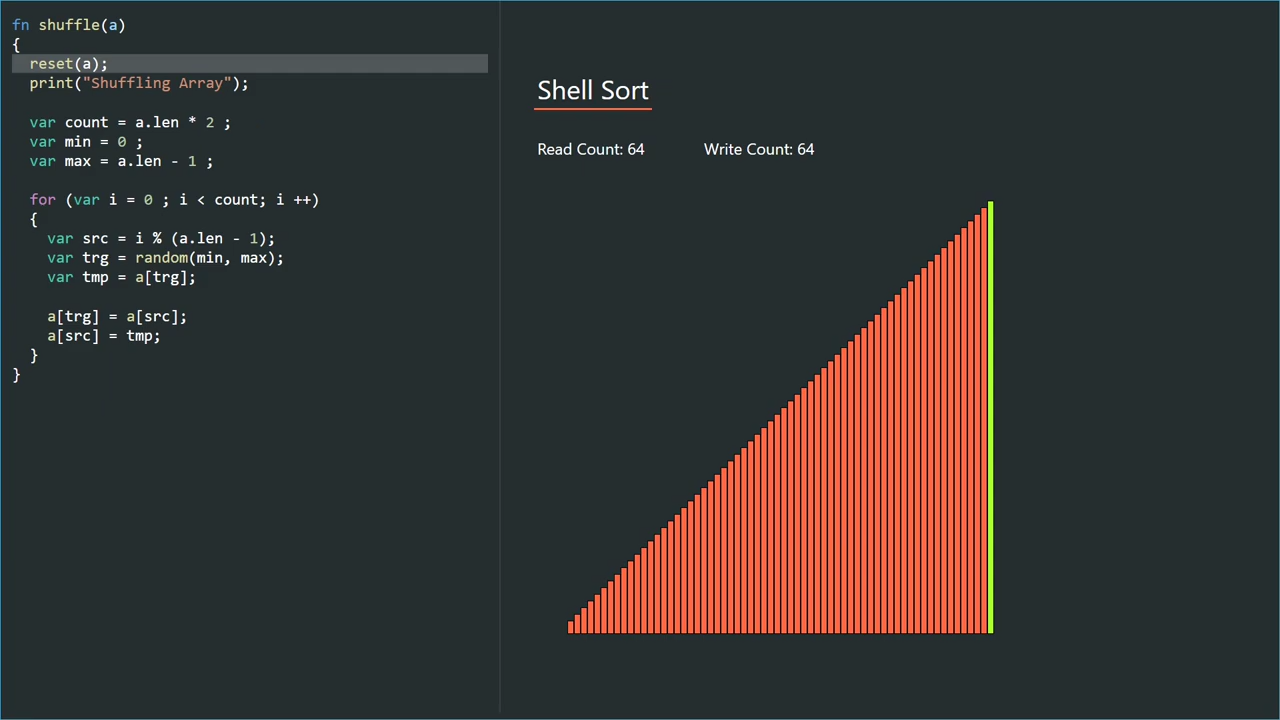 fn shuffle(a)
{
reset(a);
print("Shuffling Array");
var count = a.len * 2 ;
var min = 0 ;
var max = a.len - 1 ;
for (var i = 0 ; i < count; i ++)
{
var src = i % (a.len - 1);
var trg = random(min, max);
var tmp = a[trg];
a[trg] = a[src];
a[src] = tmp;
}
}
Shell Sort
Read Count: 64
Write Count: 64